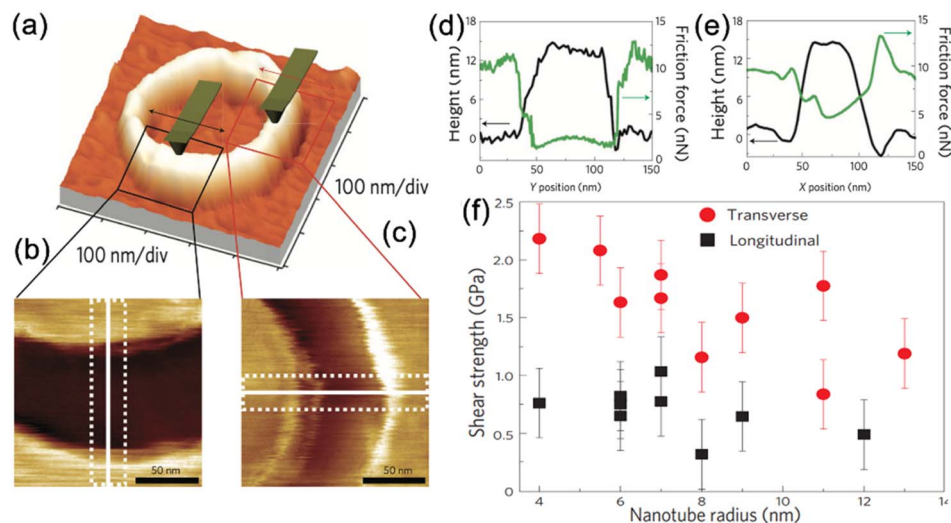 (a)
100 nm/div
100 nm/div
(b)
50 nm
(c)
50 nm
(d)
Height (nm)
18
12
6
0
0 50 100 150
Y position (nm)
15
10
5
0
Friction force (nN)
(e)
Height (nm)
18
12
6
0
0 50 100 150
X position (nm)
15
10
5
0
Friction force (nN)
(f)
Transverse
Longitudinal
Shear strength (GPa)
2.5
2.0
1.5
1.0
0.5
0
4 6 8 10 12 14
Nanotube radius (nm)